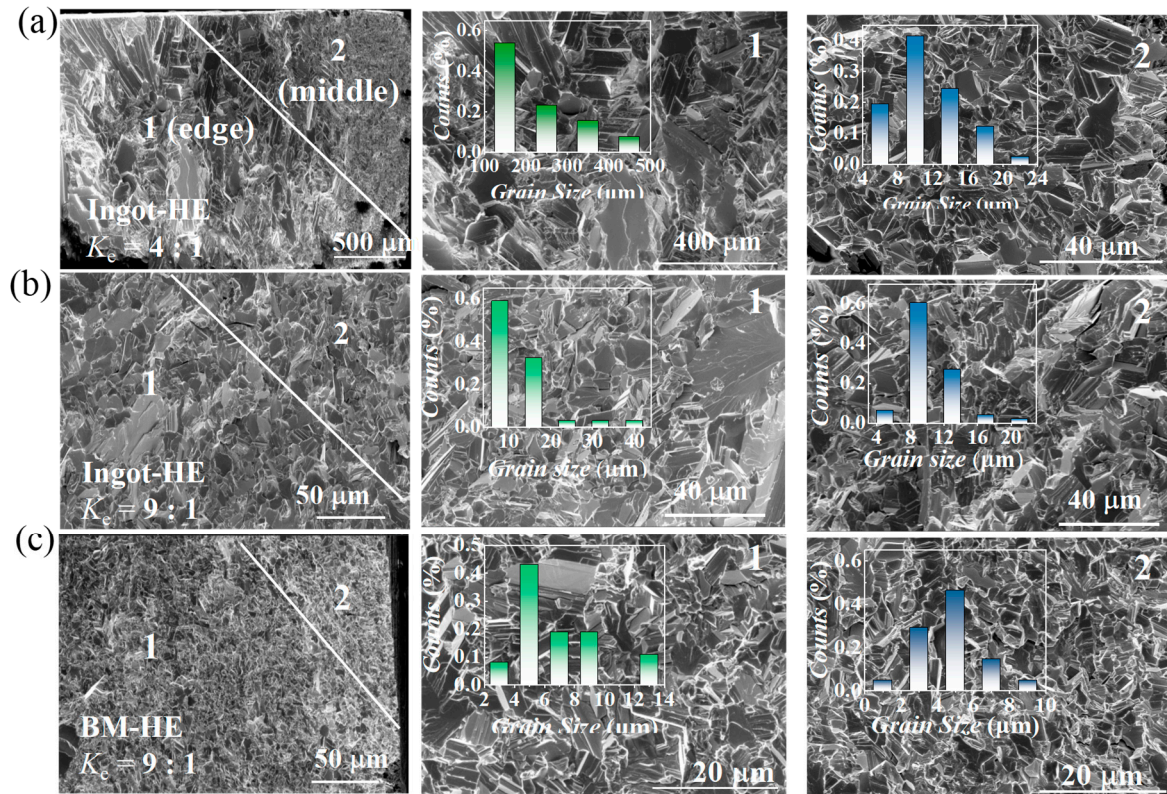 (a)
2
(middle)
1 (edge)
Ingot-HE
Ke = 4 : 1
500 μm
1
Counts (%)
0.6
0.4
0.2
0.0
100 200 300 400 500
Grain Size (μm)
400 μm
2
Counts (%)
0.4
0.3
0.2
0.1
0.0
4 8 12 16 20 24
Grain Size (μm)
40 μm
(b)
2
1
Ingot-HE
Ke = 9 : 1
50 μm
1
Counts (%)
0.6
0.4
0.2
0.0
10 20 30 40
Grain size (μm)
40 μm
2
Counts (%)
0.6
0.4
0.2
0.0
4 8 12 16 20
Grain size (μm)
40 μm
(c)
2
1
BM-HE
Ke = 9 : 1
50 μm
1
Counts (%)
0.5
0.4
0.3
0.2
0.1
0.0
2 4 6 8 10 12 14
Grain Size (μm)
20 μm
2
Counts (%)
0.6
0.4
0.2
0.0
0 2 4 6 8 10
Grain Size (μm)
20 μm